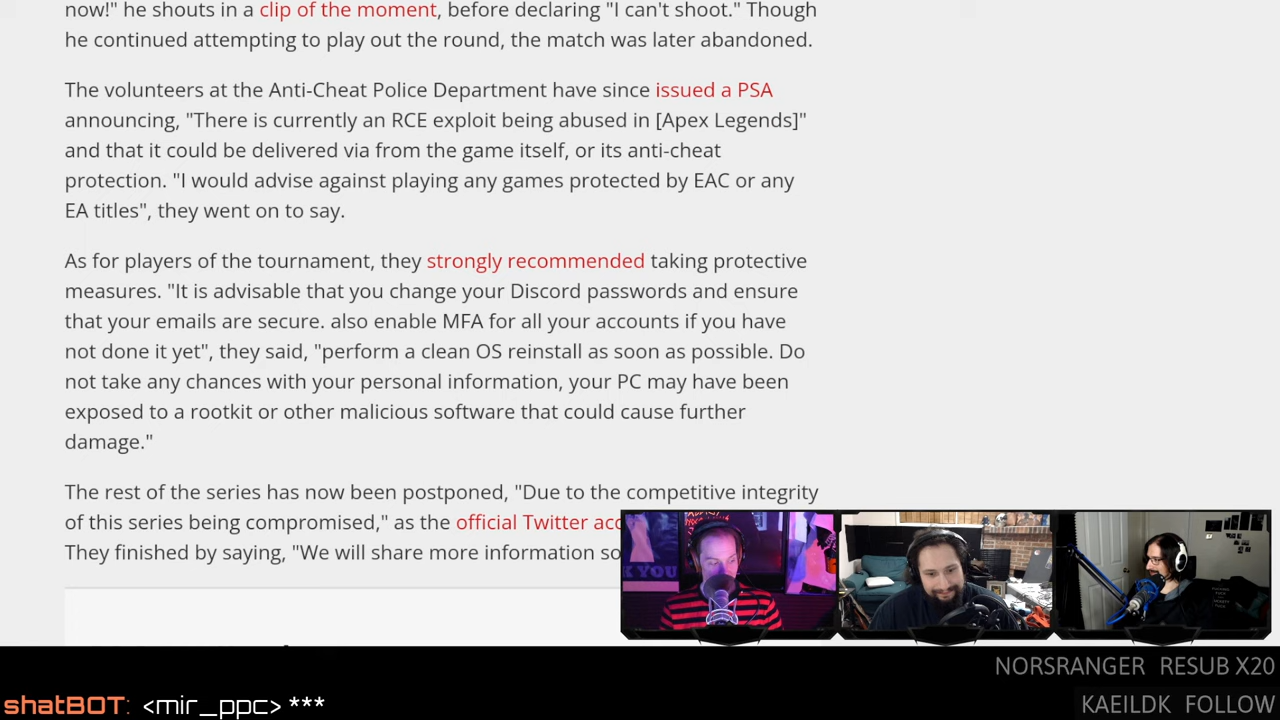 now!" he shouts in a clip of the moment, before declaring "I can't shoot." Though
he continued attempting to play out the round, the match was later abandoned.
The volunteers at the Anti-Cheat Police Department have since issued a PSA
announcing, "There is currently an RCE exploit being abused in [Apex Legends]"
and that it could be delivered via from the game itself, or its anti-cheat
protection. "I would advise against playing any games protected by EAC or any
EA titles", they went on to say.
As for players of the tournament, they strongly recommended taking protective
measures. "It is advisable that you change your Discord passwords and ensure
that your emails are secure. also enable MFA for all your accounts if you have
not done it yet", they said, "perform a clean OS reinstall as soon as possible. Do
not take any chances with your personal information, your PC may have been
exposed to a rootkit or other malicious software that could cause further
damage."
The rest of the series has now been postponed, "Due to the competitive integrity
of this series being compromised," as the official Twitter
They finished by saying, "We will share more information
K YOU
NORSRANGER RESUB X20
shatBOT: <mir_ppc> ***
KAEILDK FOLLOW